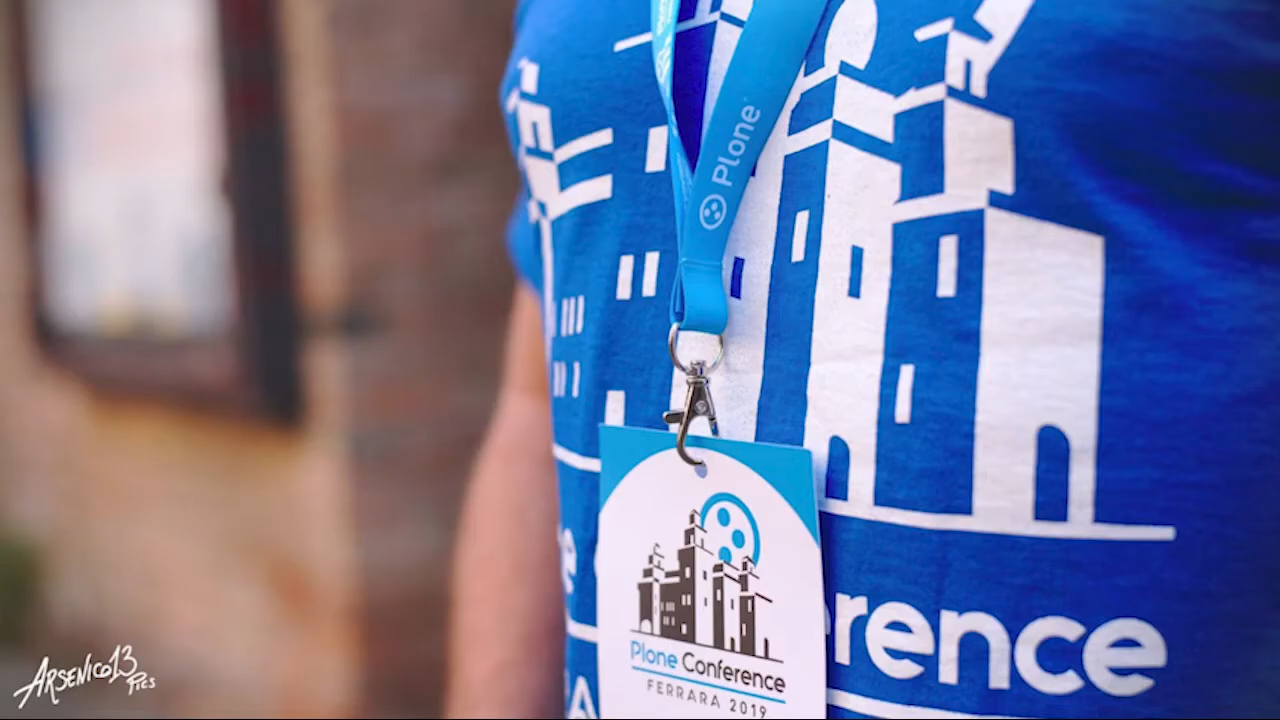 Plone
Plone Conference
FERRARA 2019
erence
ARSENICO13
PICS